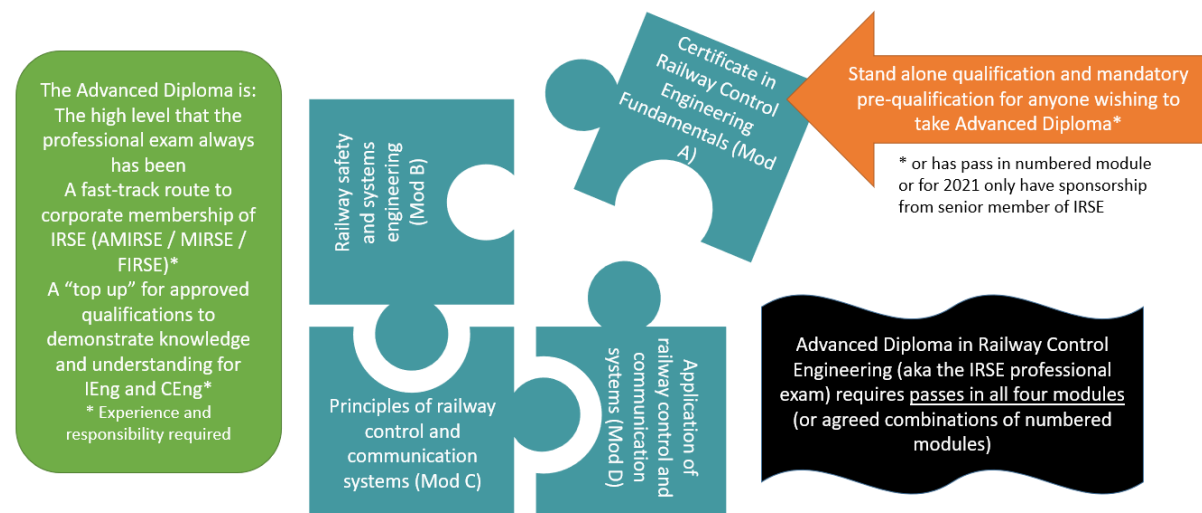 The Advanced Diploma is:
The high level that the
professional exam always
has been
A fast-track route to
corporate membership of
IRSE (AMIRSE / MIRSE /
FIRSE)*
A “top up” for approved
qualifications to
demonstrate knowledge
and understanding for
IEng and CEng*
* Experience and
responsibility required
Railway safety
and systems
engineering
(Mod B)
Certificate in
Railway Control
Engineering
Fundamentals (Mod
A)
Stand alone qualification and mandatory
pre-qualification for anyone wishing to
take Advanced Diploma*
* or has pass in numbered module
or for 2021 only have sponsorship
from senior member of IRSE
Principles of railway
control and
communication
systems (Mod C)
Application of
railway control and
communication
systems (Mod D)
Advanced Diploma in Railway Control
Engineering (aka the IRSE professional
exam) requires passes in all four modules
(or agreed combinations of numbered
modules)